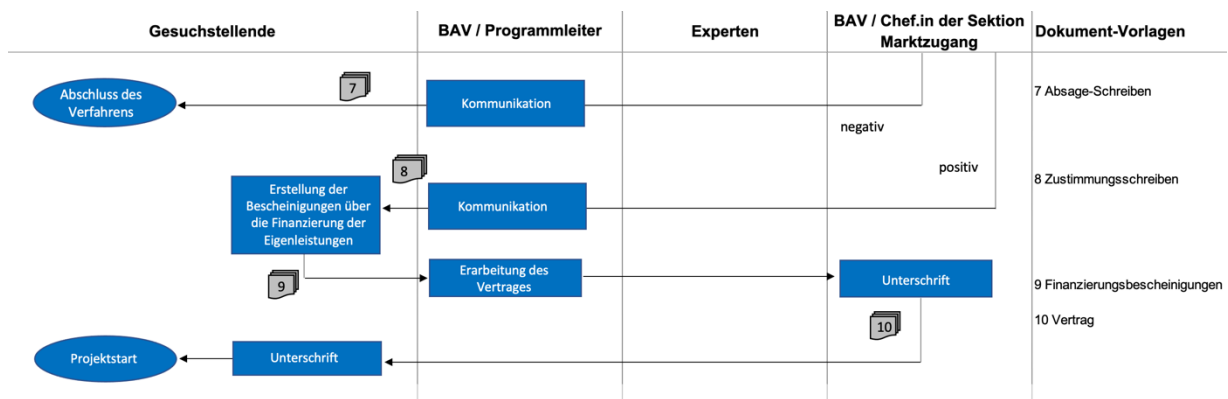 Gesuchstellende
BAV / Programmleiter
Experten
BAV / Chef.in der Sektion
Marktzugang
Dokument-Vorlagen
7
Abschluss des
Verfahrens
Kommunikation
7 Absage-Schreiben
negativ
positiv
8
8 Zustimmungsschreiben
Erstellung der
Bescheinigungen über
die Finanzierung der
Eigenleistungen
Kommunikation
9
Erarbeitung des
Vertrages
Unterschrift
9 Finanzierungsbescheinigungen
10
10 Vertrag
Projektstart
Unterschrift